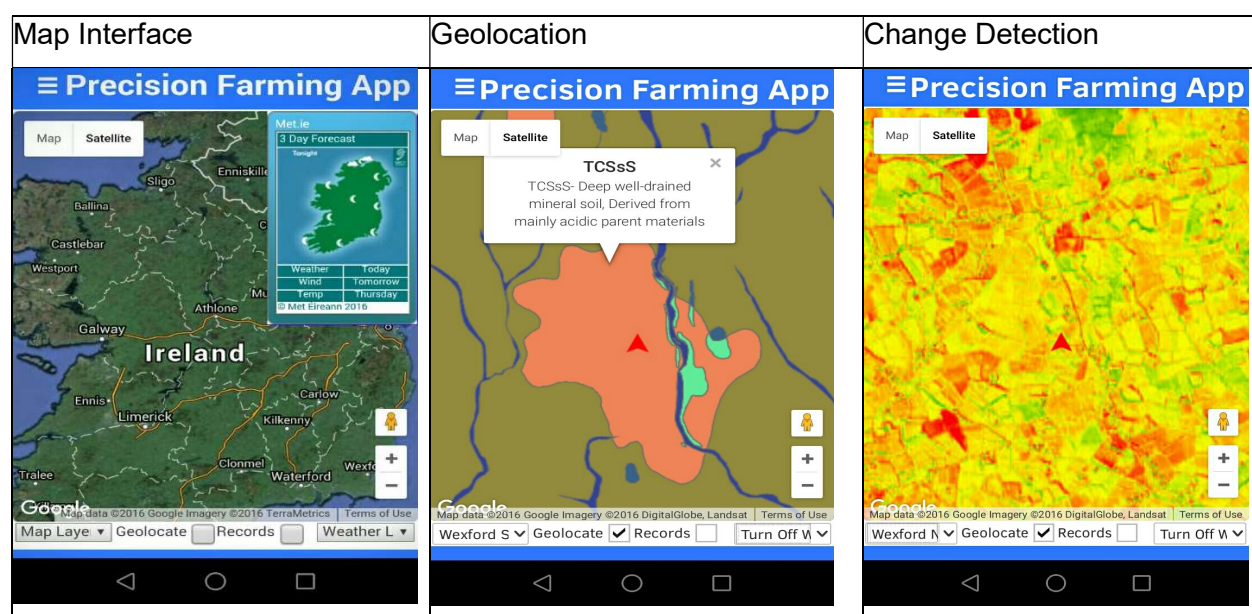 Map Interface
Geolocation
Change Detection
≡ Precision Farming App
Map Satellite
Met.ie
3 Day Forecast
Tonight
Sligo
Ballina
Castlebar
Westport
Athlone
Galway
Ireland
Ennis
Limerick
Carlow
Kilkenny
Clonmel
Waterford
Tralee
Weather Today
Wind Tomorrow
Temp Thursday
© Met Eireann 2016
Google
Map data ©2016 Google Imagery ©2016 TerraMetrics Terms of Use
Map Laye Geolocate Records Weather L
≡ Precision Farming App
Map Satellite
TCSsS
TCSsS- Deep well-drained
mineral soil, Derived from
mainly acidic parent materials
Google
Map data ©2016 Google Imagery ©2016 DigitalGlobe, Landsat Terms of Use
Wexford S Geolocate Records Turn Off W
≡ Precision Farming App
Map Satellite
Google
Map data ©2016 Google Imagery ©2016 DigitalGlobe, Landsat Terms of Use
Wexford N Geolocate Records Turn Off W